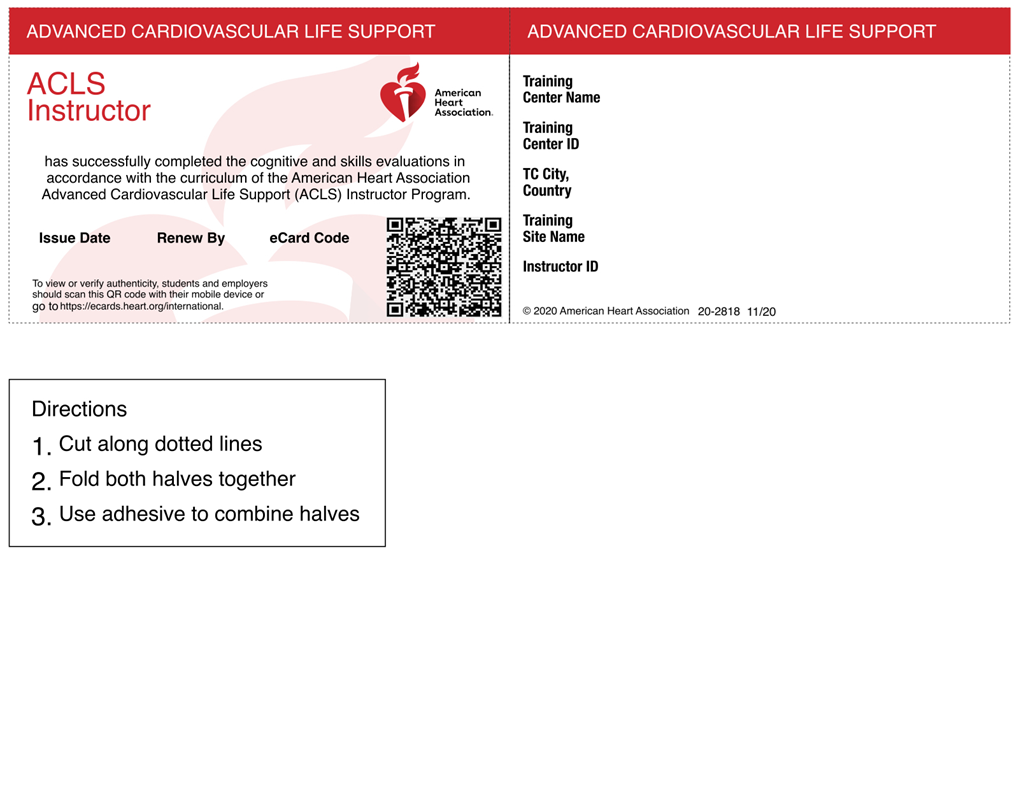 ADVANCED CARDIOVASCULAR LIFE SUPPORT
ACLS
Instructor
American
Heart
Association.
has successfully completed the cognitive and skills evaluations in
accordance with the curriculum of the American Heart Association
Advanced Cardiovascular Life Support (ACLS) Instructor Program.
Issue Date Renew By eCard Code
To view or verify authenticity, students and employers
should scan this QR code with their mobile device or
go to https://ecards.heart.org/international.
ADVANCED CARDIOVASCULAR LIFE SUPPORT
Training
Center Name
Training
Center ID
TC City,
Country
Training
Site Name
Instructor ID
© 2020 American Heart Association 20-2818 11/20
Directions
1. Cut along dotted lines
2. Fold both halves together
3. Use adhesive to combine halves